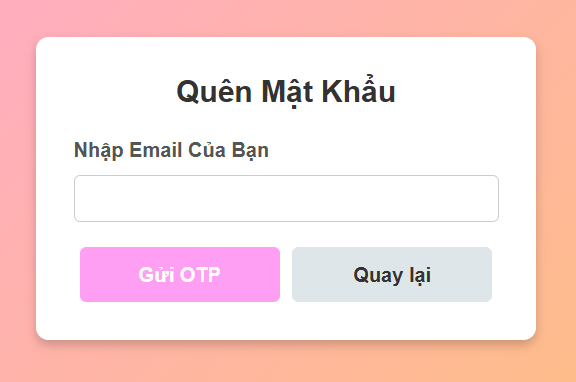 Quên Mật Khẩu
Nhập Email Của Bạn
Gửi OTP
Quay lại